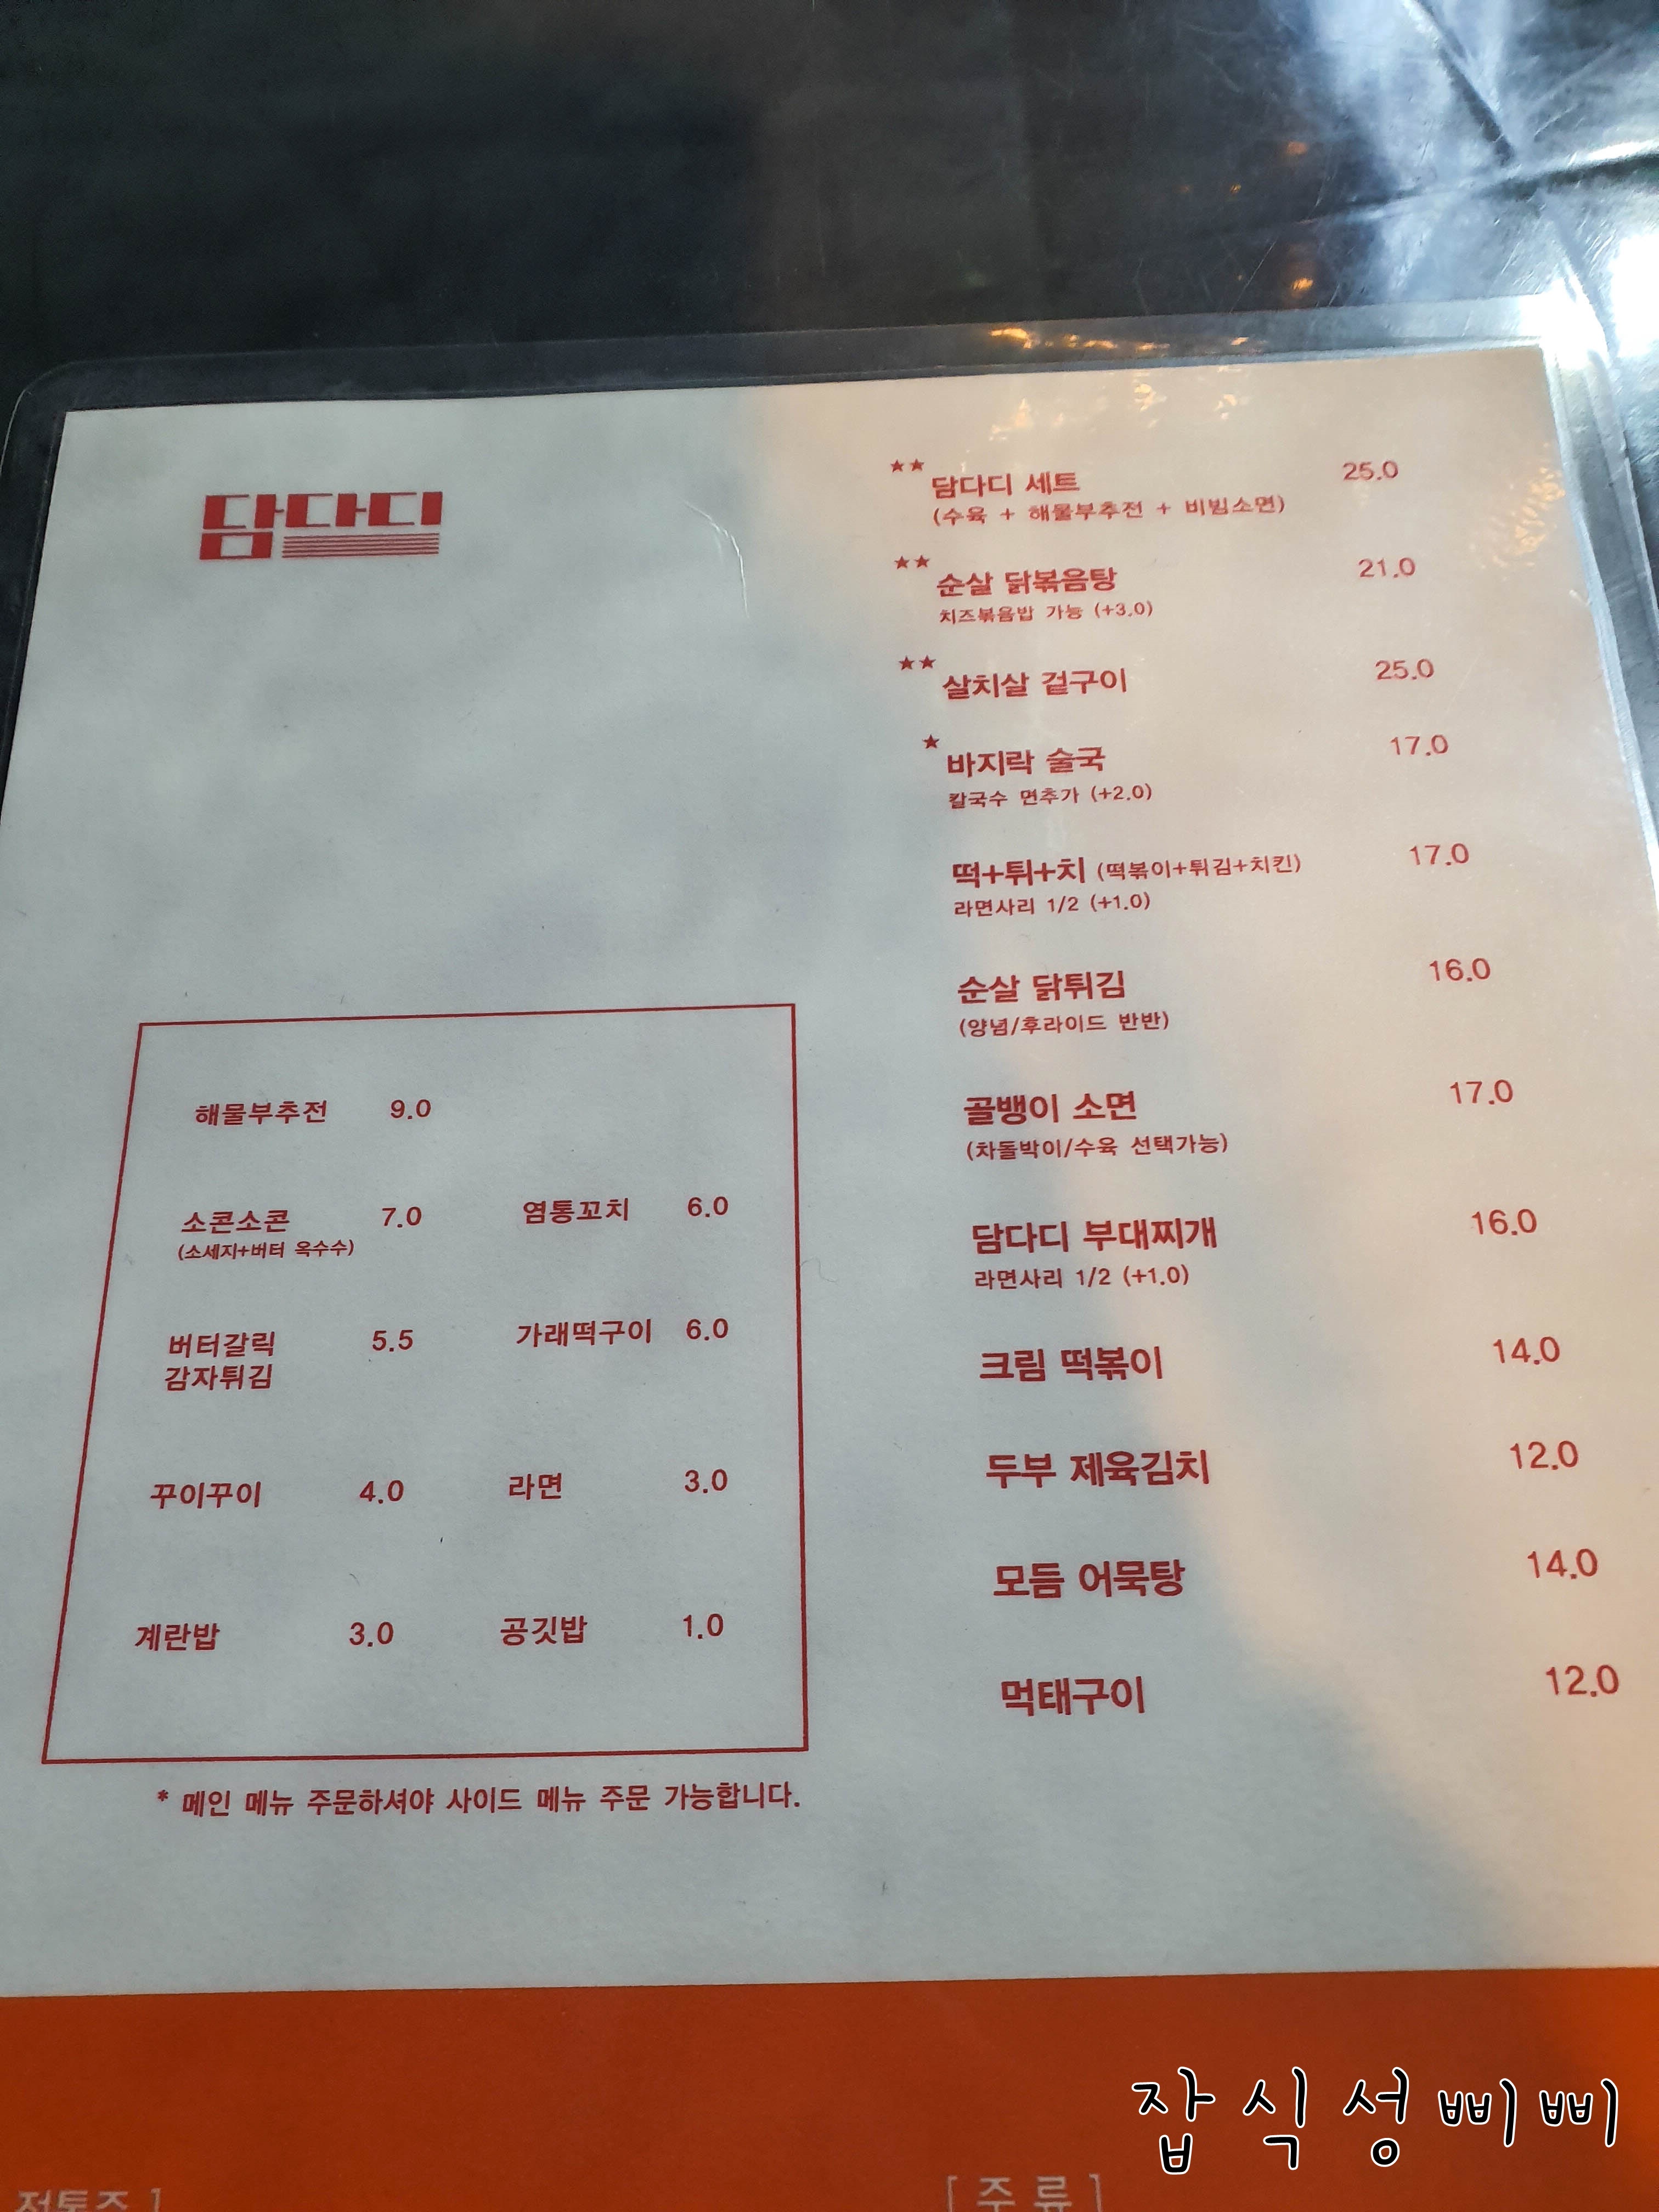 담다디
★★ 담다디 세트 25.0
(수육 + 해물부추전 + 비빔소면)
★★ 순살 닭볶음탕 21.0
치즈볶음밥 가능 (+3.0)
★★ 살치살 겉구이 25.0
★ 바지락 술국 17.0
칼국수 면추가 (+2.0)
떡+튀+치 (떡볶이+튀김+치킨) 17.0
라면사리 1/2 (+1.0)
순살 닭튀김 16.0
(양념/후라이드 반반)
골뱅이 소면 17.0
(차돌박이/수육 선택가능)
담다디 부대찌개 16.0
라면사리 1/2 (+1.0)
크림 떡볶이 14.0
두부 제육김치 12.0
모듬 어묵탕 14.0
먹태구이 12.0
해물부추전 9.0
소콘소콘 7.0 염통꼬치 6.0
(소세지+버터 옥수수)
버터갈릭 5.5 가래떡구이 6.0
감자튀김
꾸이꾸이 4.0 라면 3.0
계란밥 3.0 공깃밥 1.0
* 메인 메뉴 주문하셔야 사이드 메뉴 주문 가능합니다.
잡식성삐삐
전통주 ] [ 주류 ]